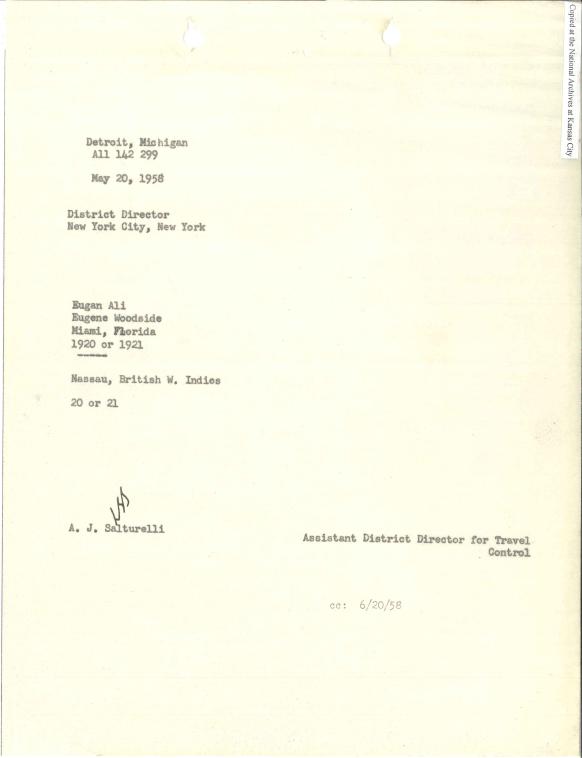 Copied at the National Archives at Kansas City
Detroit, Michigan
All 142 299
May 20, 1958
District Director
New York City, New York
Eugan Ali
Eugene Woodside
Miami, Florida
1920 or 1921
Nassau, British W. Indies
20 or 21
A. J. Salturelli
Assistant District Director for Travel
Control
cc: 6/20/58